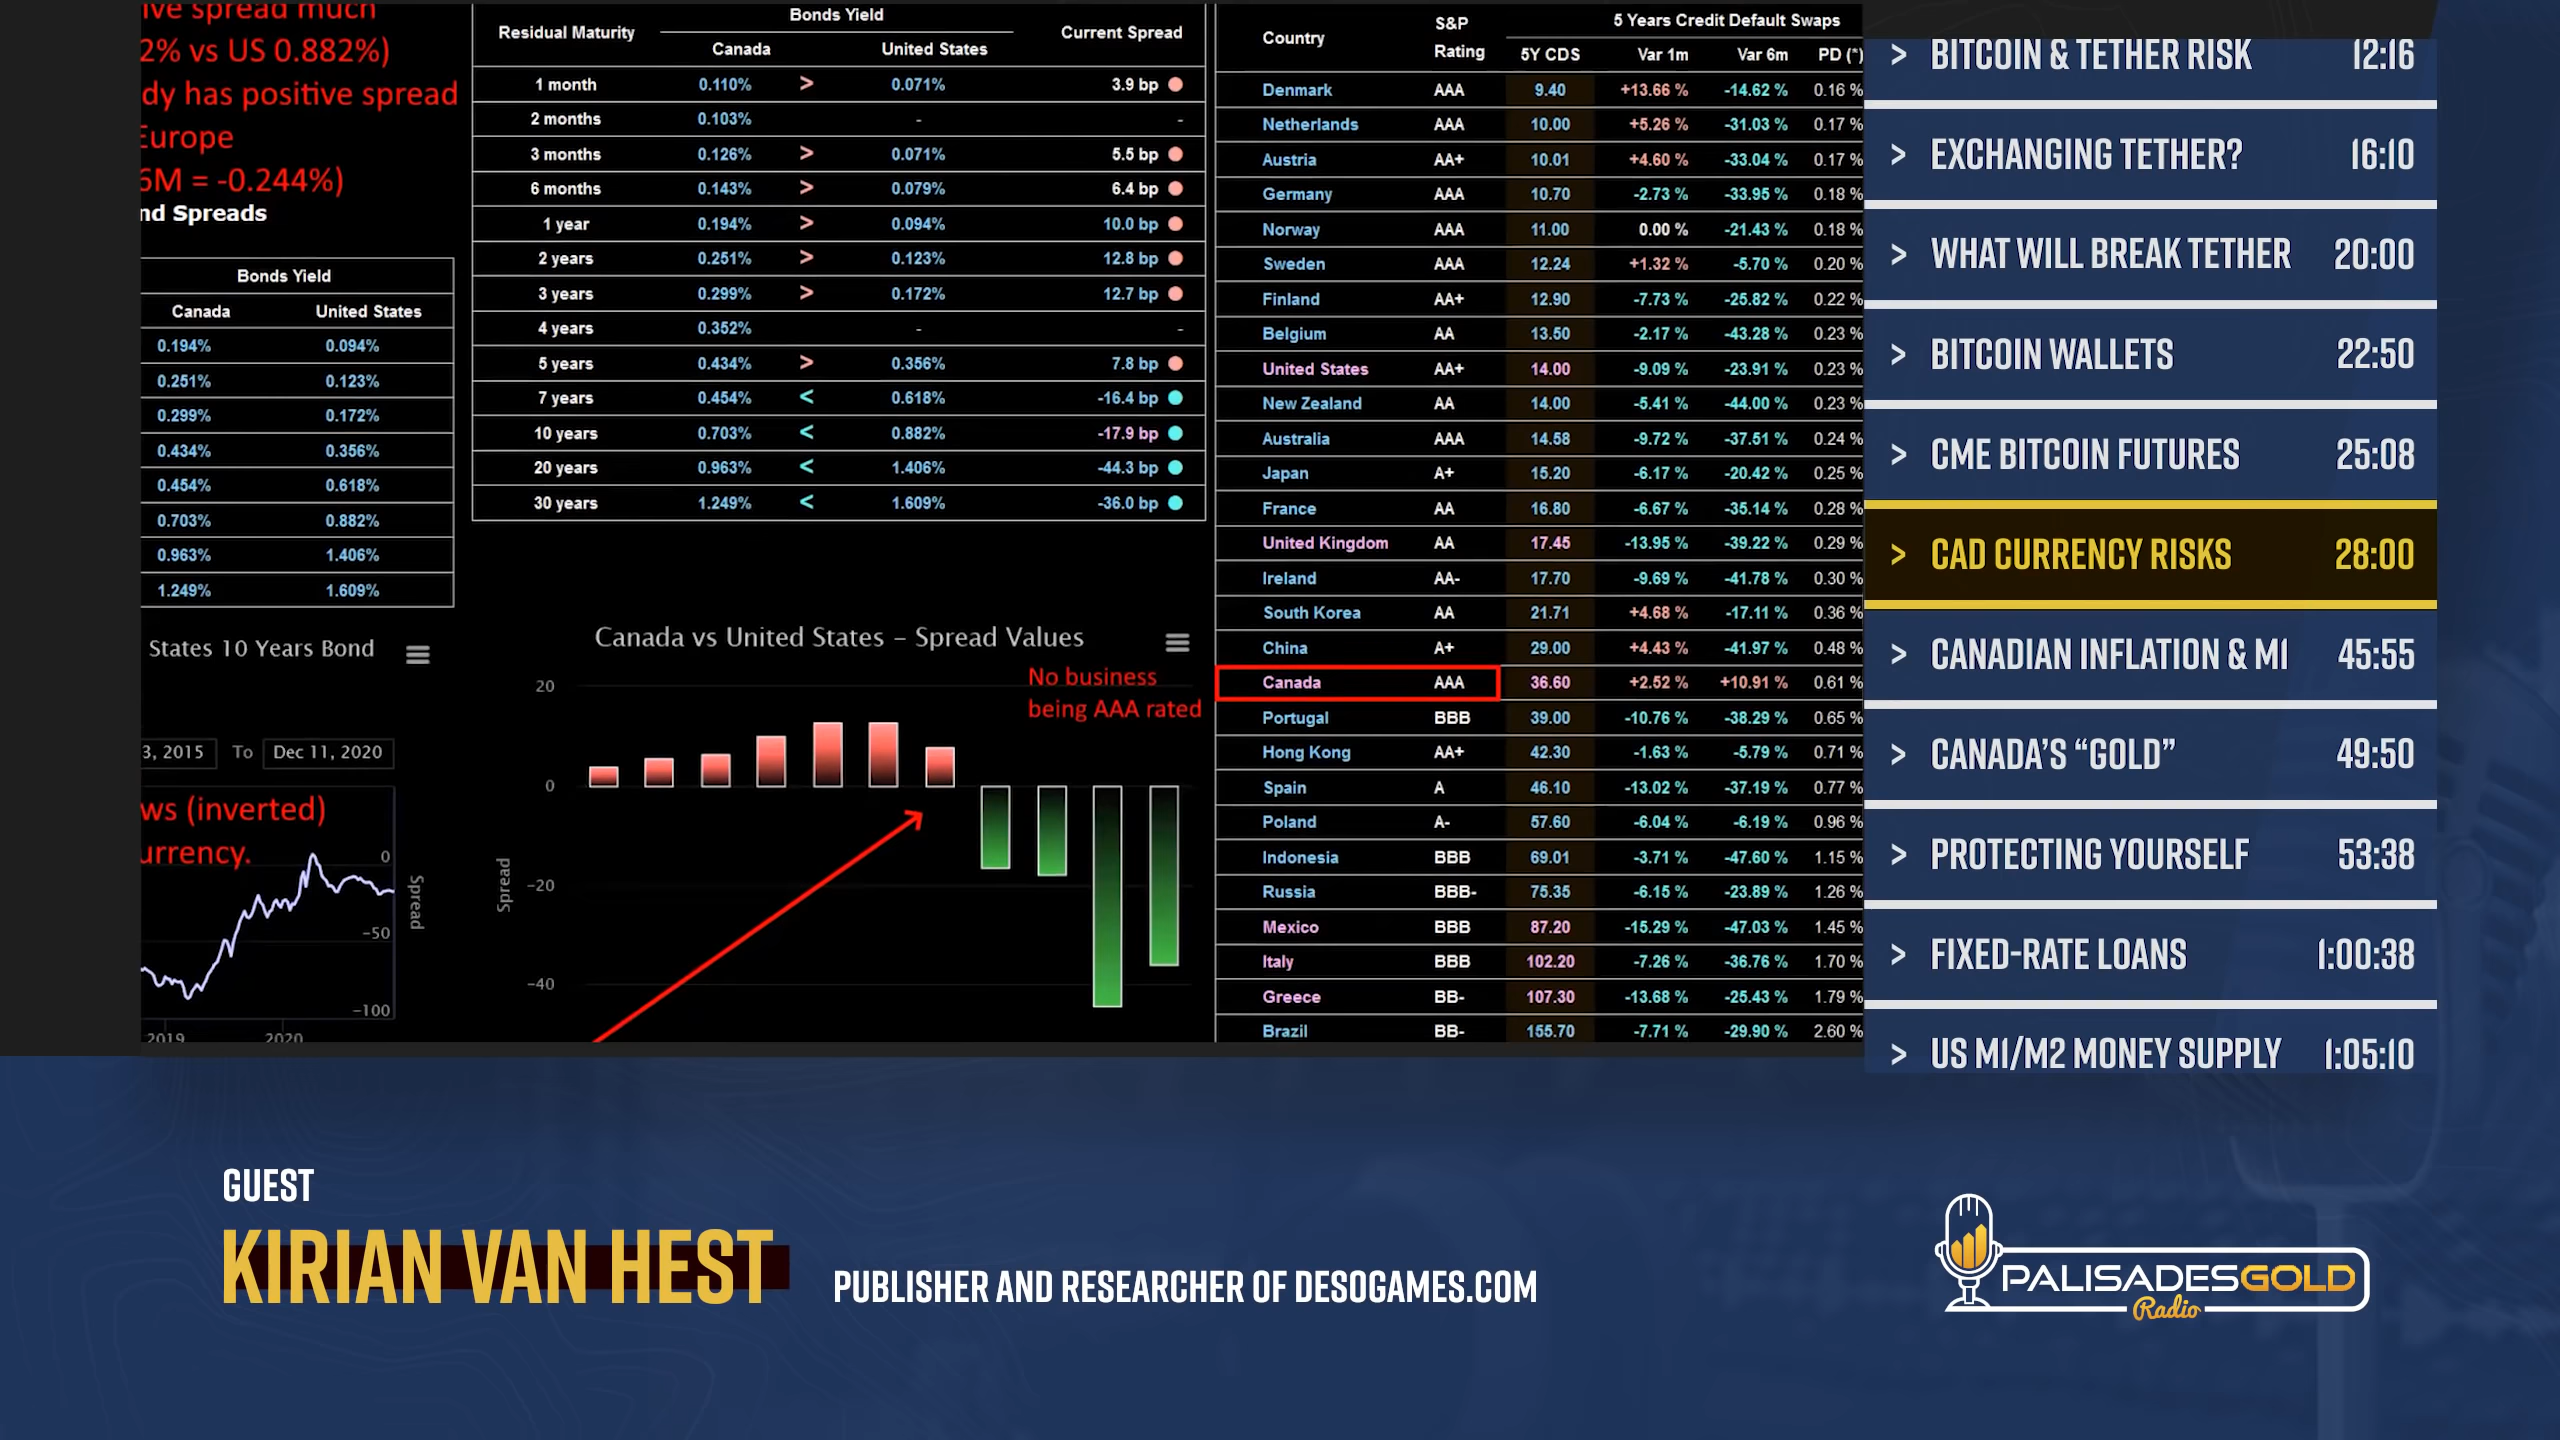 ive spread much
2% vs US 0.882%)
dy has positive spread
Europe
6M = -0.244%)
nd Spreads
Bonds Yield
Canada United States
0.194% 0.094%
0.251% 0.123%
0.299% 0.172%
0.434% 0.356%
0.454% 0.618%
0.703% 0.882%
0.963% 1.406%
1.249% 1.609%
States 10 Years Bond
3, 2015 To Dec 11, 2020
ws (inverted)
urrency.
0
-50
-100
Spread
2019 2020
Residual Maturity Bonds Yield Current Spread
Canada United States
1 month 0.110% > 0.071% 3.9 bp
2 months 0.103% - -
3 months 0.126% > 0.071% 5.5 bp
6 months 0.143% > 0.079% 6.4 bp
1 year 0.194% > 0.094% 10.0 bp
2 years 0.251% > 0.123% 12.8 bp
3 years 0.299% > 0.172% 12.7 bp
4 years 0.352% - -
5 years 0.434% > 0.356% 7.8 bp
7 years 0.454% < 0.618% -16.4 bp
10 years 0.703% < 0.882% -17.9 bp
20 years 0.963% < 1.406% -44.3 bp
30 years 1.249% < 1.609% -36.0 bp
Canada vs United States – Spread Values
No business
being AAA rated
20
0
-20
-40
Spread
Country S&P Rating 5 Years Credit Default Swaps
5Y CDS Var 1m Var 6m PD (*)
Denmark AAA 9.40 +13.66 % -14.62 % 0.16 %
Netherlands AAA 10.00 +5.26 % -31.03 % 0.17 %
Austria AA+ 10.01 +4.60 % -33.04 % 0.17 %
Germany AAA 10.70 -2.73 % -33.95 % 0.18 %
Norway AAA 11.00 0.00 % -21.43 % 0.18 %
Sweden AAA 12.24 +1.32 % -5.70 % 0.20 %
Finland AA+ 12.90 -7.73 % -25.82 % 0.22 %
Belgium AA 13.50 -2.17 % -43.28 % 0.23 %
United States AA+ 14.00 -9.09 % -23.91 % 0.23 %
New Zealand AA 14.00 -5.41 % -44.00 % 0.23 %
Australia AAA 14.58 -9.72 % -37.51 % 0.24 %
Japan A+ 15.20 -6.17 % -20.42 % 0.25 %
France AA 16.80 -6.67 % -35.14 % 0.28 %
United Kingdom AA 17.45 -13.95 % -39.22 % 0.29 %
Ireland AA- 17.70 -9.69 % -41.78 % 0.30 %
South Korea AA 21.71 +4.68 % -17.11 % 0.36 %
China A+ 29.00 +4.43 % -41.97 % 0.48 %
Canada AAA 36.60 +2.52 % +10.91 % 0.61 %
Portugal BBB 39.00 -10.76 % -38.29 % 0.65 %
Hong Kong AA+ 42.30 -1.63 % -5.79 % 0.71 %
Spain A 46.10 -13.02 % -37.19 % 0.77 %
Poland A- 57.60 -6.04 % -6.19 % 0.96 %
Indonesia BBB 69.01 -3.71 % -47.60 % 1.15 %
Russia BBB- 75.35 -6.15 % -23.89 % 1.26 %
Mexico BBB 87.20 -15.29 % -47.03 % 1.45 %
Italy BBB 102.20 -7.26 % -36.76 % 1.70 %
Greece BB- 107.30 -13.68 % -25.43 % 1.79 %
Brazil BB- 155.70 -7.71 % -29.90 % 2.60 %
> BITCOIN & TETHER RISK 12:16
> EXCHANGING TETHER? 16:10
> WHAT WILL BREAK TETHER 20:00
> BITCOIN WALLETS 22:50
> CME BITCOIN FUTURES 25:08
> CAD CURRENCY RISKS 28:00
> CANADIAN INFLATION & M1 45:55
> CANADA’S “GOLD” 49:50
> PROTECTING YOURSELF 53:38
> FIXED-RATE LOANS 1:00:38
> US M1/M2 MONEY SUPPLY 1:05:10
GUEST
KIRIAN VAN HEST
PUBLISHER AND RESEARCHER OF DESOGAMES.COM
PALISADESGOLD
Radio